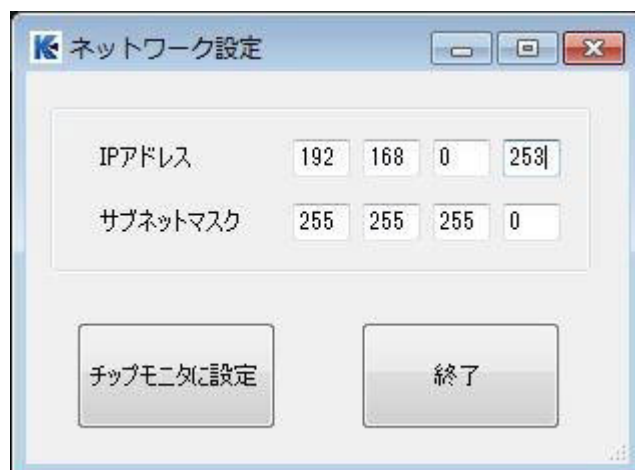 ネットワーク設定
IPアドレス 192 168 0 253
サブネットマスク 255 255 255 0
チップモニタに設定 終了